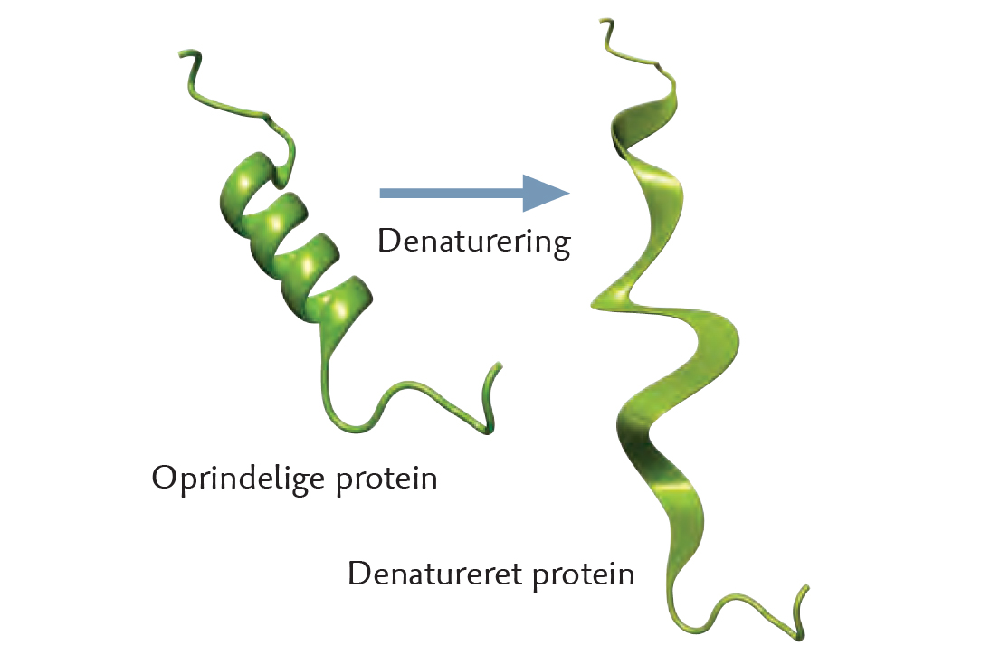 Denaturering
Oprindelige protein
Denatureret protein